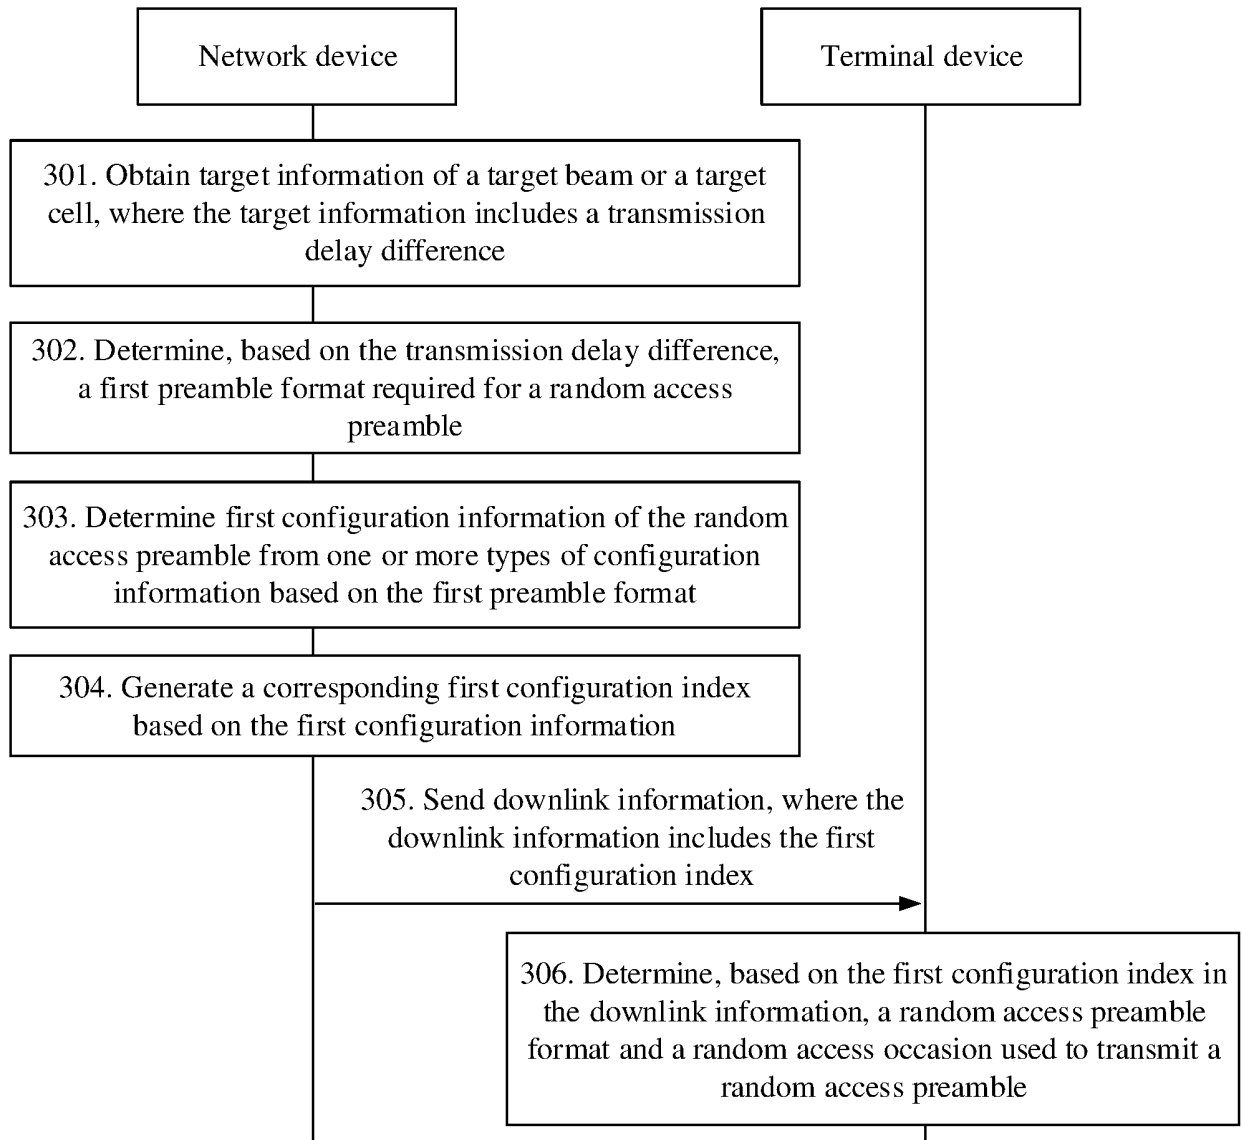 Network device
Terminal device
301. Obtain target information of a target beam or a target
cell, where the target information includes a transmission
delay difference
302. Determine, based on the transmission delay difference,
a first preamble format required for a random access
preamble
303. Determine first configuration information of the random
access preamble from one or more types of configuration
information based on the first preamble format
304. Generate a corresponding first configuration index
based on the first configuration information
305. Send downlink information, where the
downlink information includes the first
configuration index
306. Determine, based on the first configuration index in
the downlink information, a random access preamble
format and a random access occasion used to transmit a
random access preamble